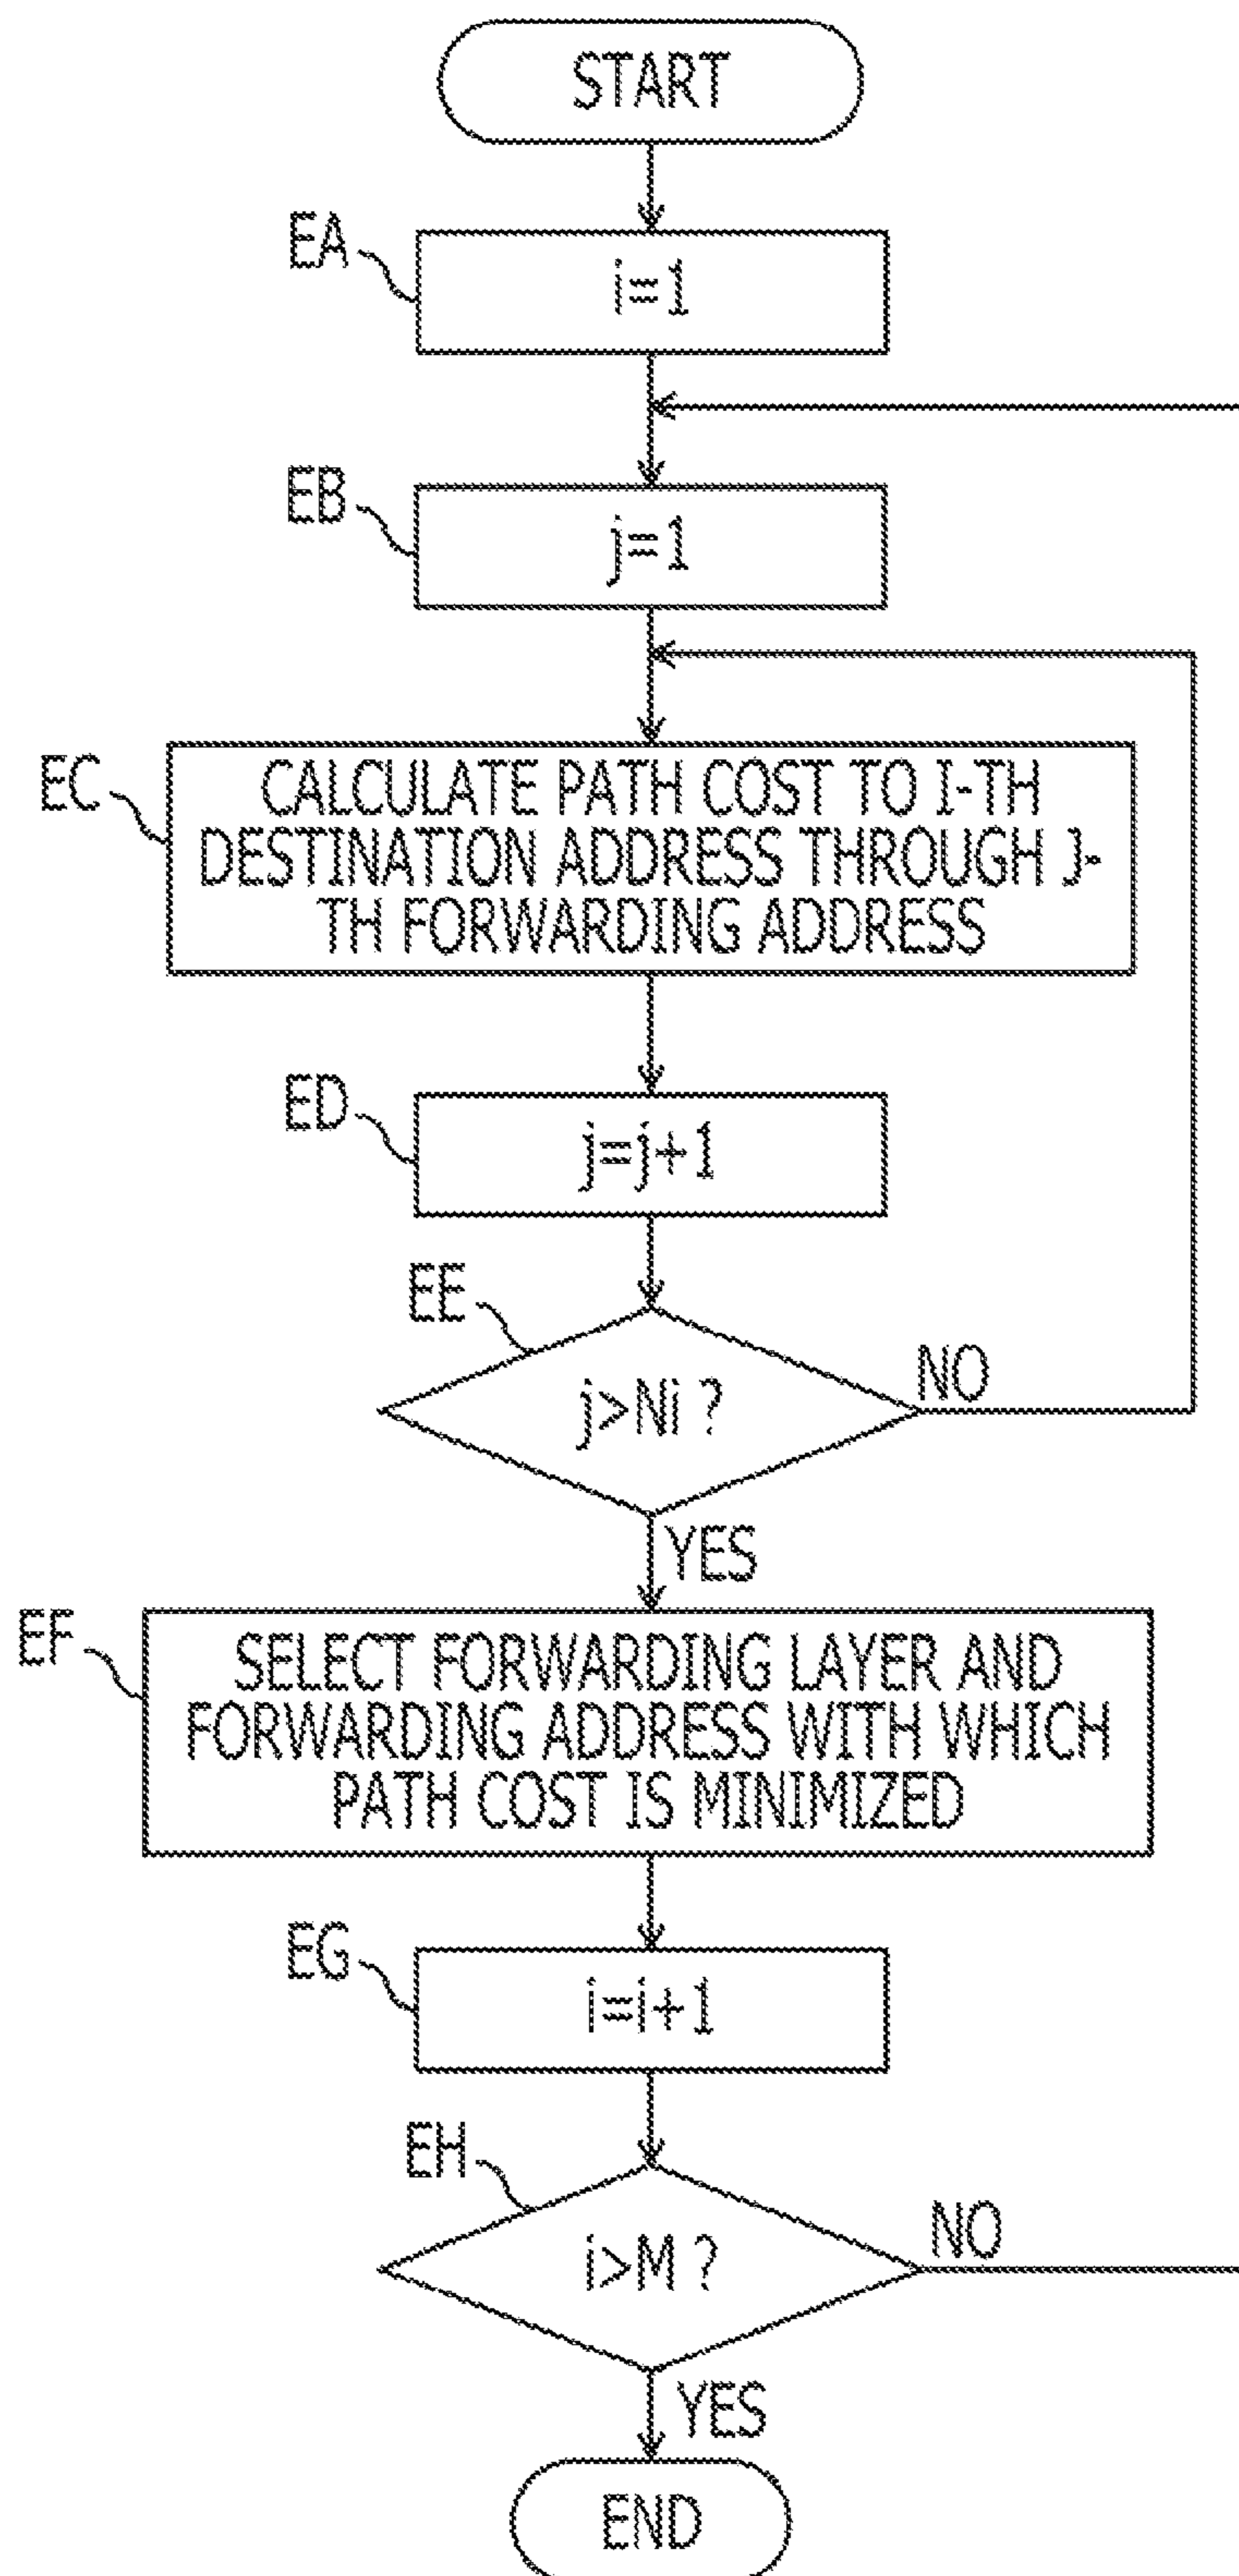 START
EA
i=1
EB
j=1
EC
CALCULATE PATH COST TO I-TH
DESTINATION ADDRESS THROUGH J-
TH FORWARDING ADDRESS
ED
j=j+1
EE
j>Ni ?
NO
YES
EF
SELECT FORWARDING LAYER AND
FORWARDING ADDRESS WITH WHICH
PATH COST IS MINIMIZED
EG
i=i+1
EH
i>M ?
NO
YES
END